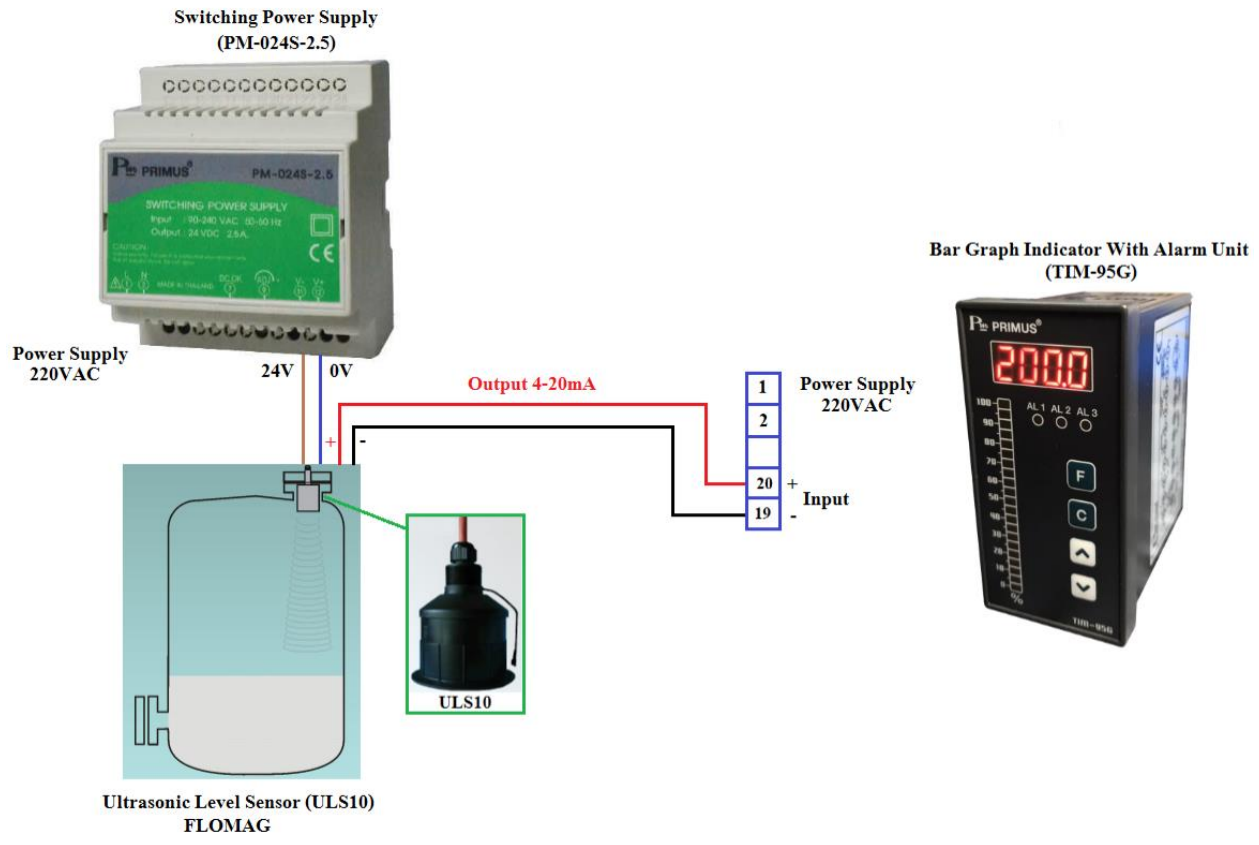 Switching Power Supply
(PM-024S-2.5)
PRIMUS®
PM-024S-2.5
SWITCHING POWER SUPPLY
Input : 90-240 VAC 50-60 Hz
Output : 24 VDC 2.5A.
CAUTION:
CE
L N
MADE IN THAILAND
DC OK
ADJ.
V- V+
Power Supply
220VAC
24V
0V
Output 4-20mA
+
-
1
2
20
19
+
-
Power Supply
220VAC
Input
Bar Graph Indicator With Alarm Unit
(TIM-95G)
PRIMUS®
200.0
AL 1 AL 2 AL 3
100
90
80
70
60
50
40
30
20
10
0
%
F
C
TIM-95G
ULS10
Ultrasonic Level Sensor (ULS10)
FLOMAG